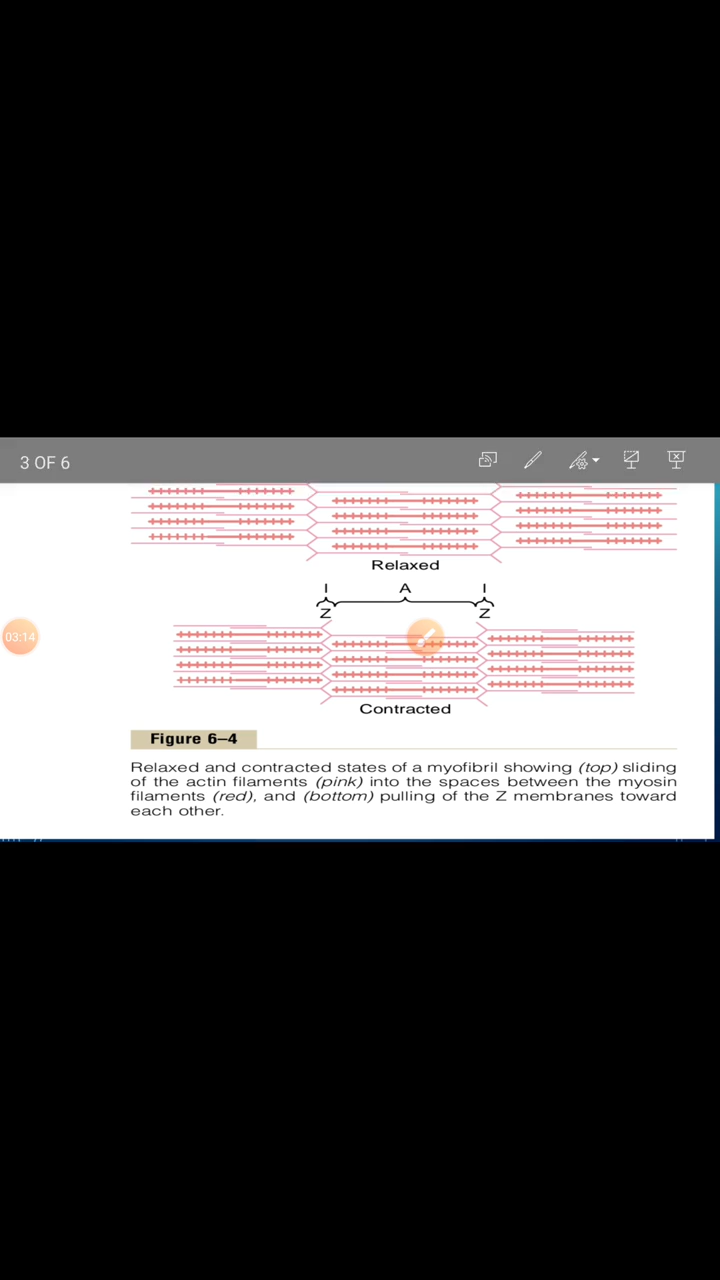 3 OF 6
Relaxed
I A I
Z Z
03:14
Contracted
Figure 6–4
Relaxed and contracted states of a myofibril showing (top) sliding
of the actin filaments (pink) into the spaces between the myosin
filaments (red), and (bottom) pulling of the Z membranes toward
each other.